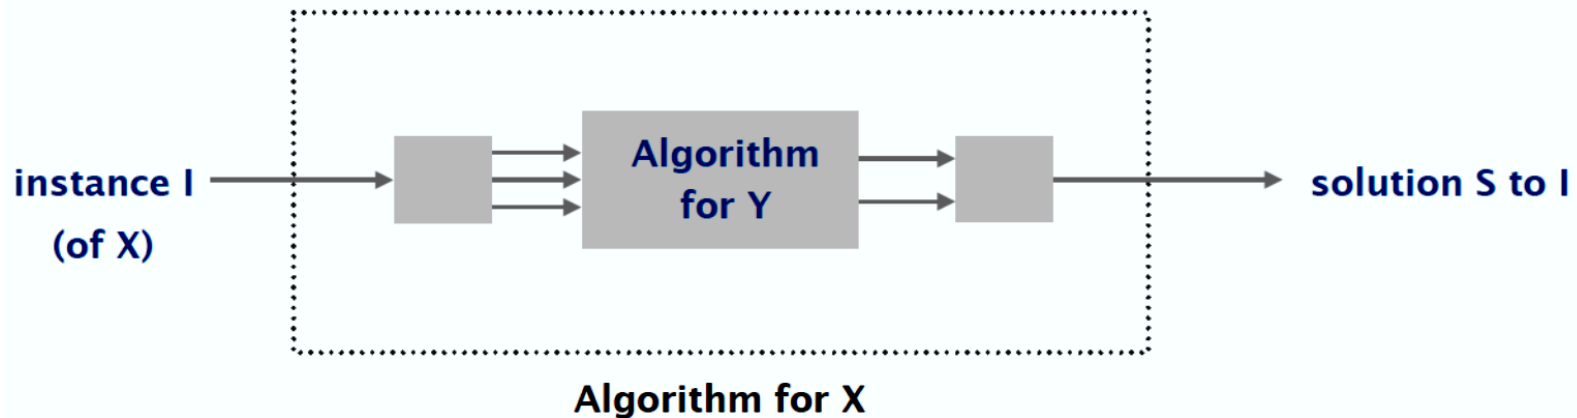 Algorithm
for Y
instance I
(of X)
solution S to I
Algorithm for X